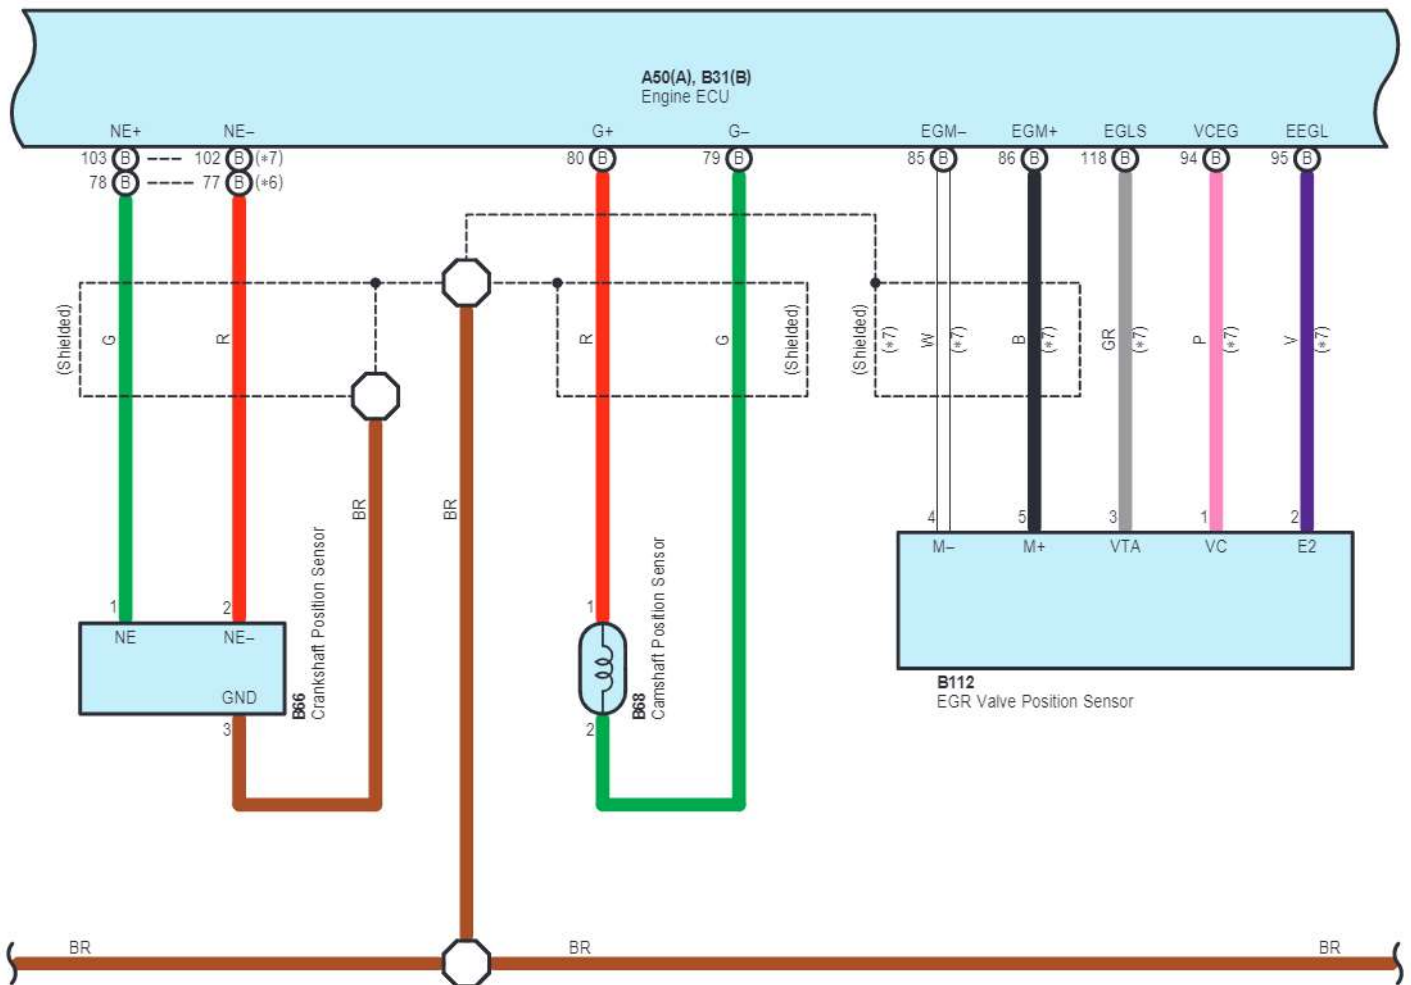 A50(A), B31(B)
Engine ECU
NE+ NE– G+ G– EGM– EGM+ EGLS VCEG EEGL
103 B 102 B (*7) 80 B 79 B 85 B 86 B 118 B 94 B 95 B
78 B 77 B (*6)
(Shielded) G R R G (Shielded) (Shielded) (*7) W (*7) B (*7) GR (*7) P (*7) V (*7)
BR BR
4 5 3 1 2
M– M+ VTA VC E2
1 2 1
NE NE–
GND
3 2
B66
Crankshaft Position Sensor
B68
Camshaft Position Sensor
B112
EGR Valve Position Sensor
BR BR BR